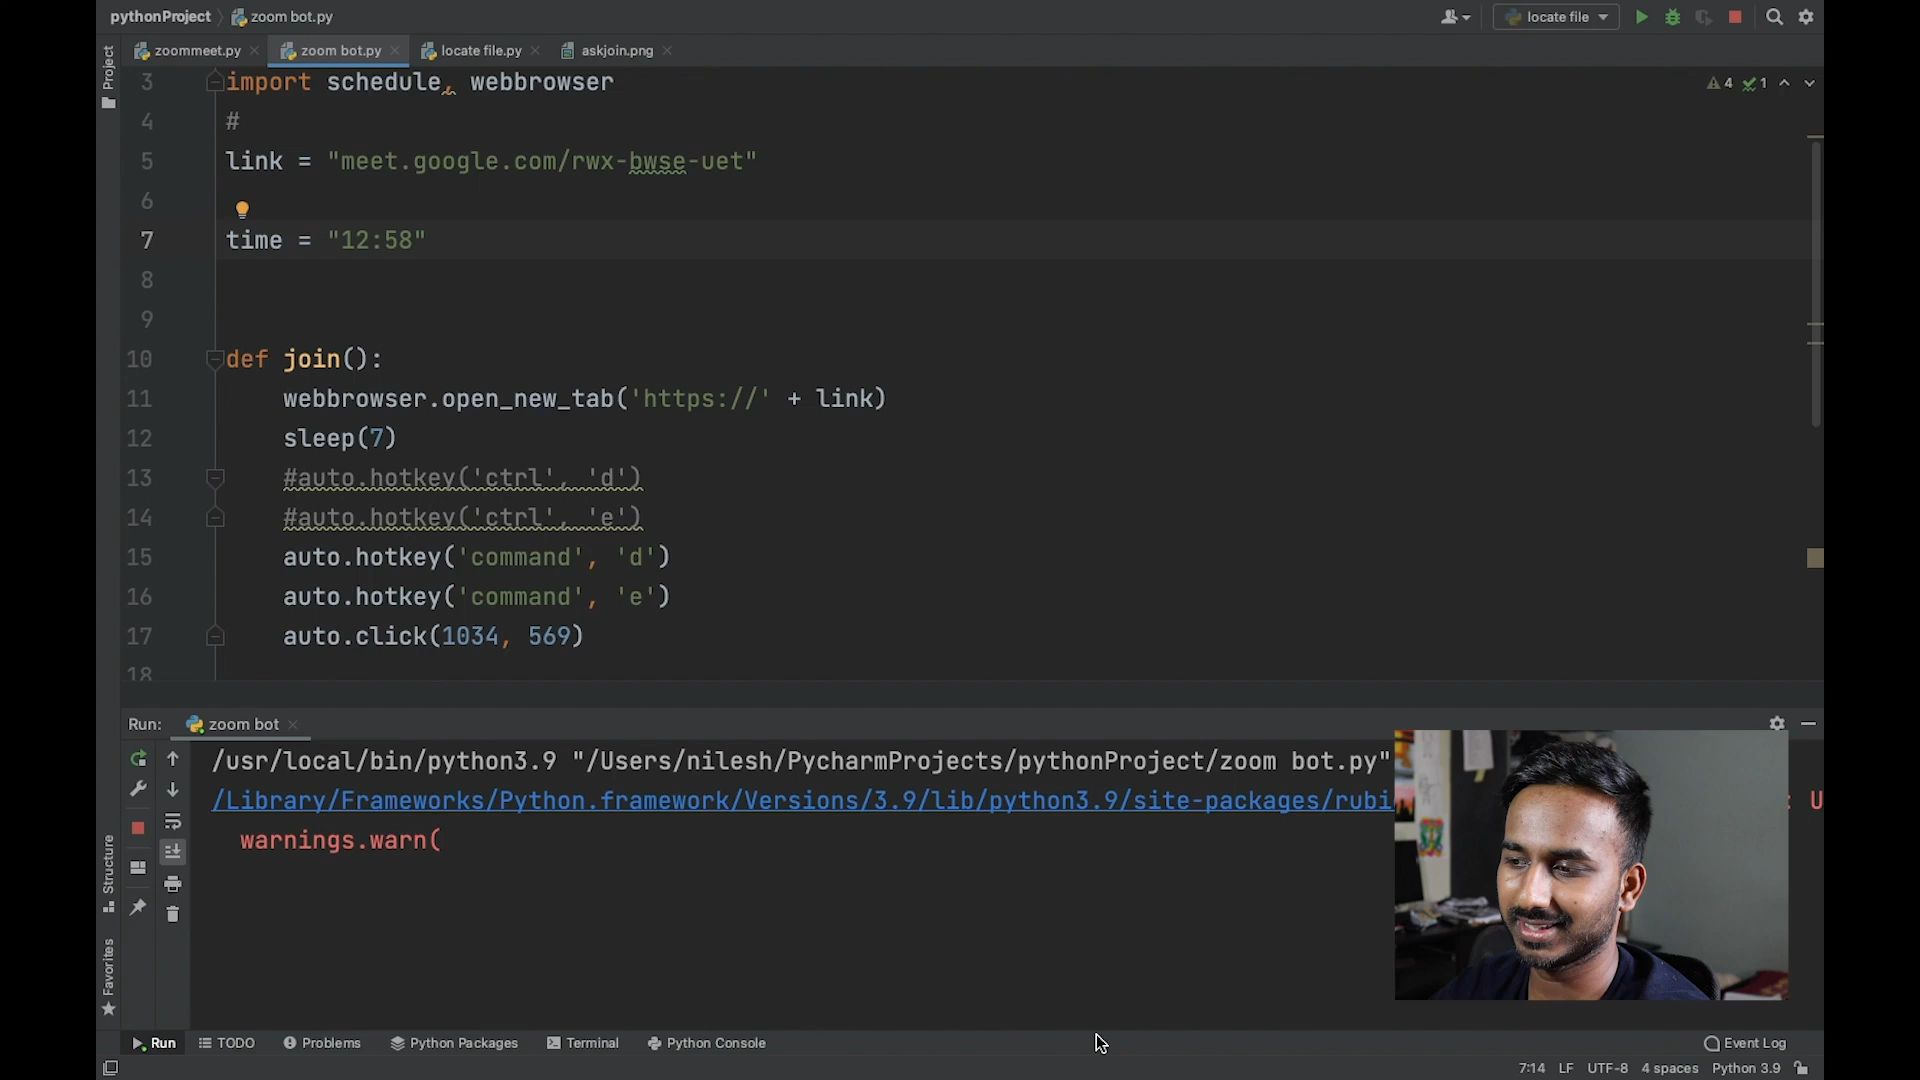 pythonProject zoom bot.py
locate file
zoommeet.py zoom bot.py locate file.py askjoin.png
Project
3 import schedule, webbrowser
4 1
4 #
5 link = "meet.google.com/rwx-bwse-uet"
6
7 time = "12:58"
8
9
10 def join():
11 webbrowser.open_new_tab('https://' + link)
12 sleep(7)
13 #auto.hotkey('ctrl', 'd')
14 #auto.hotkey('ctrl', 'e')
15 auto.hotkey('command', 'd')
16 auto.hotkey('command', 'e')
17 auto.click(1034, 569)
18
Run: zoom bot
/usr/local/bin/python3.9 "/Users/nilesh/PycharmProjects/pythonProject/zoom bot.py"
/Library/Frameworks/Python.framework/Versions/3.9/lib/python3.9/site-packages/rubi : U
warnings.warn(
Structure
Favorites
Run TODO Problems Python Packages Terminal Python Console Event Log
7:14 LF UTF-8 4 spaces Python 3.9